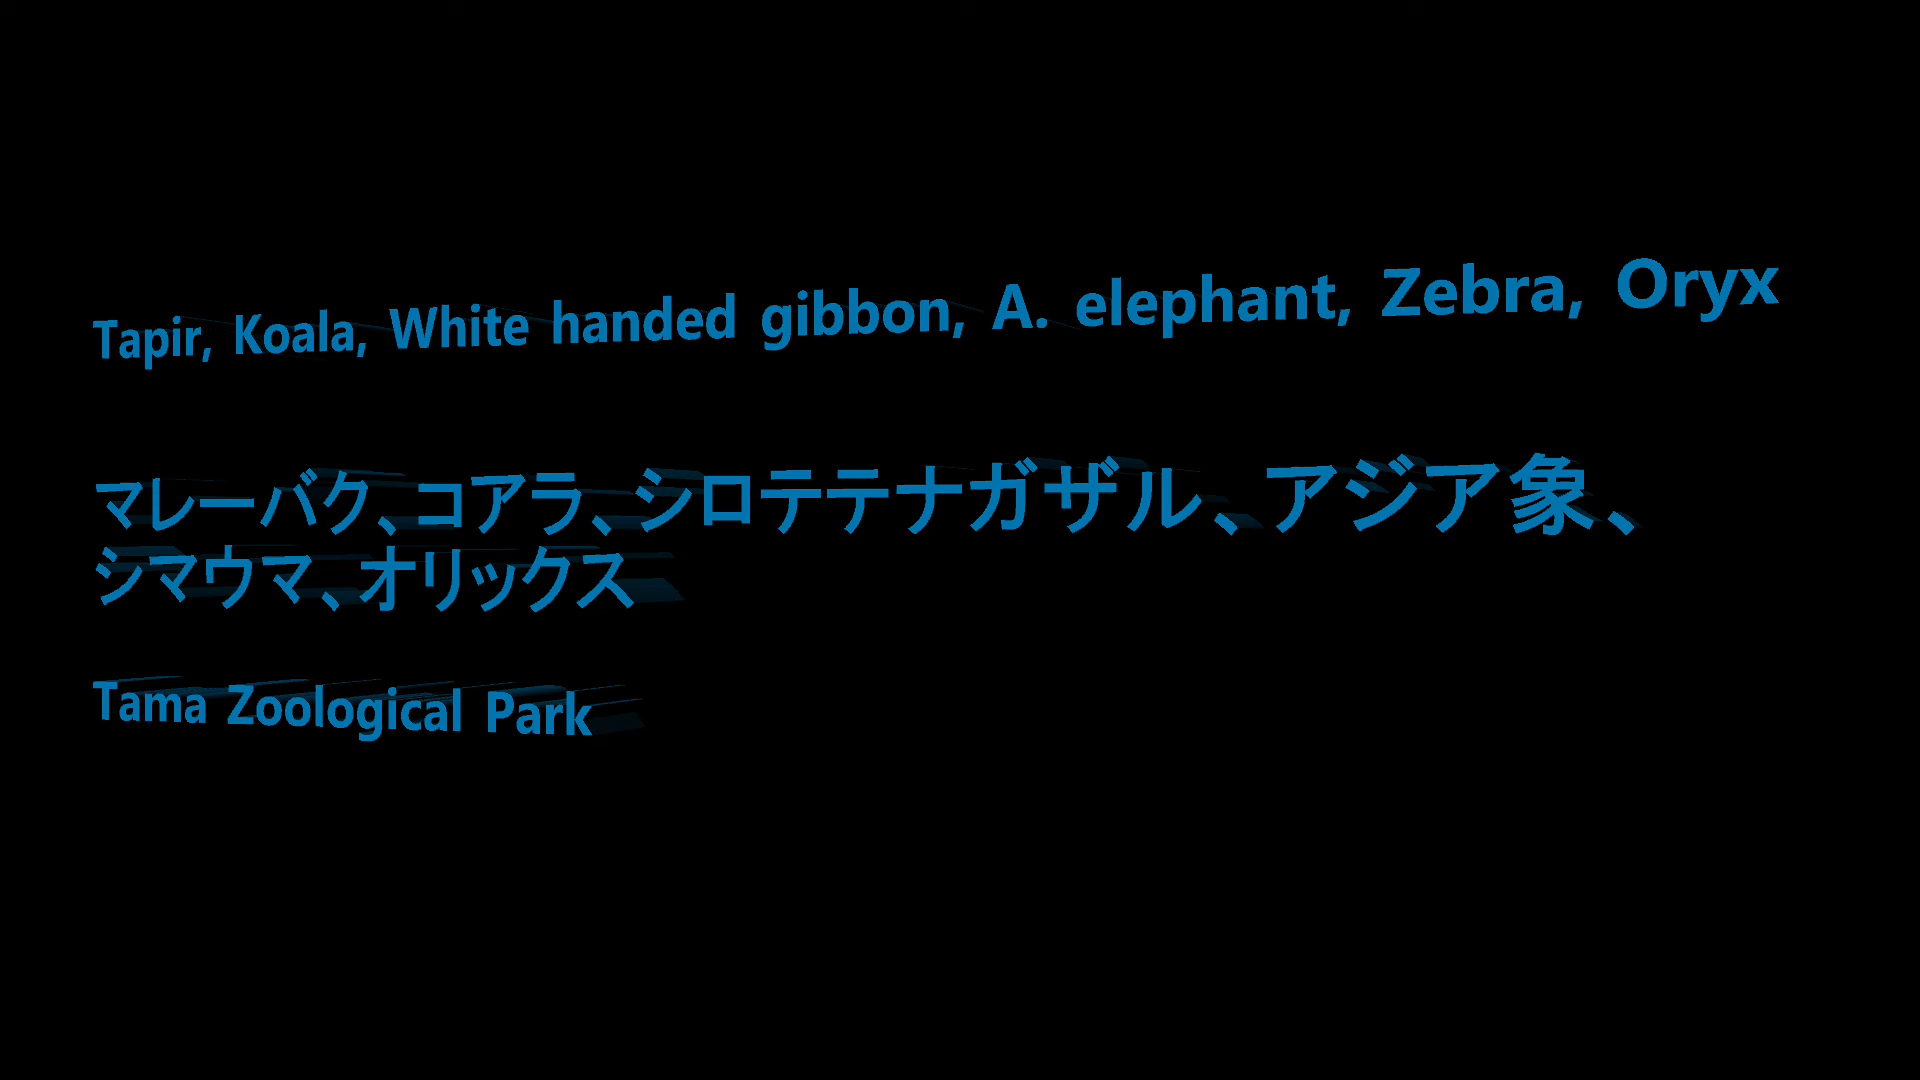 Tapir, Koala, White handed gibbon, A. elephant, Zebra, Oryx
マレーバク、コアラ、シロテテナガザル、アジア象、
シマウマ、オリックス
Tama Zoological Park